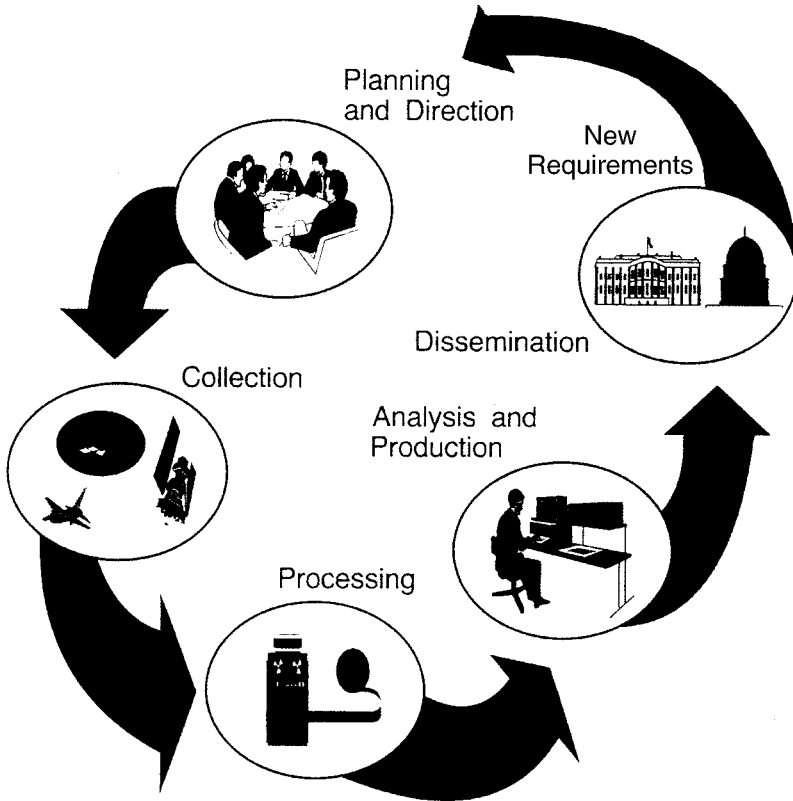 Planning
and Direction
New
Requirements
Dissemination
Collection
Analysis and
Production
Processing